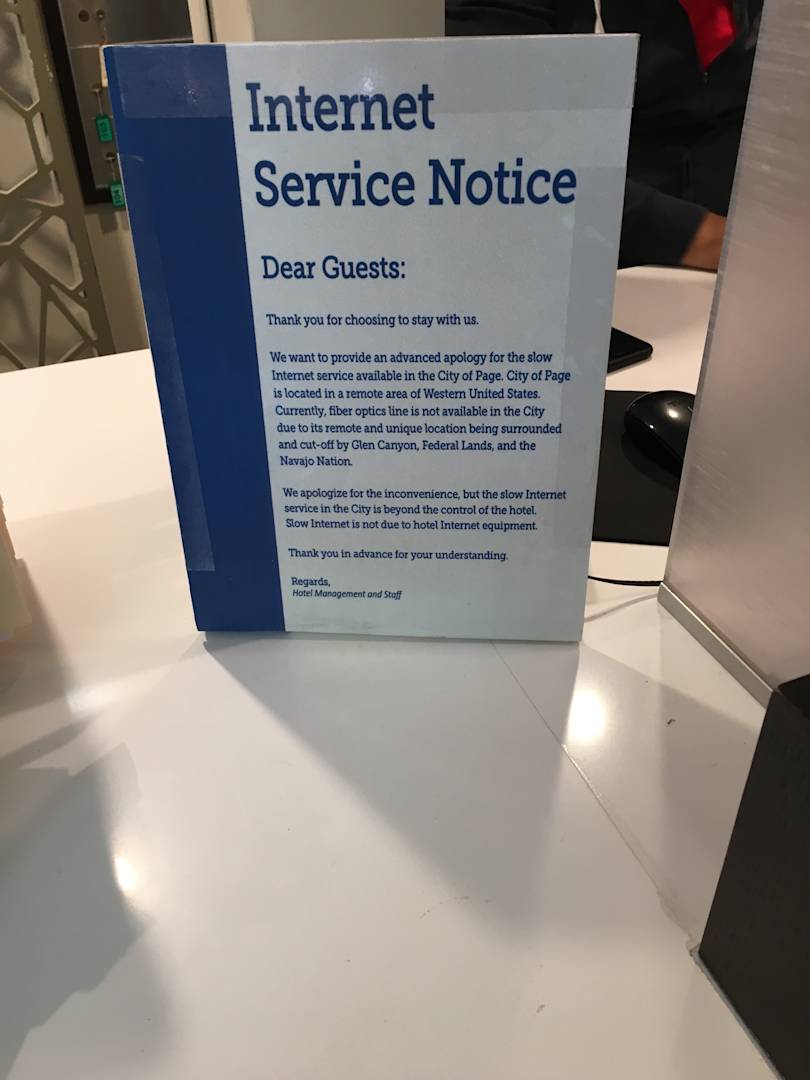 Internet
Service Notice
Dear Guests:
Thank you for choosing to stay with us.
We want to provide an advanced apology for the slow
Internet service available in the City of Page. City of Page
is located in a remote area of Western United States.
Currently, fiber optics line is not available in the City
due to its remote and unique location being surrounded
and cut-off by Glen Canyon, Federal Lands, and the
Navajo Nation.
We apologize for the inconvenience, but the slow Internet
service in the City is beyond the control of the hotel.
Slow Internet is not due to hotel Internet equipment.
Thank you in advance for your understanding.
Regards,
Hotel Management and Staff
103
104